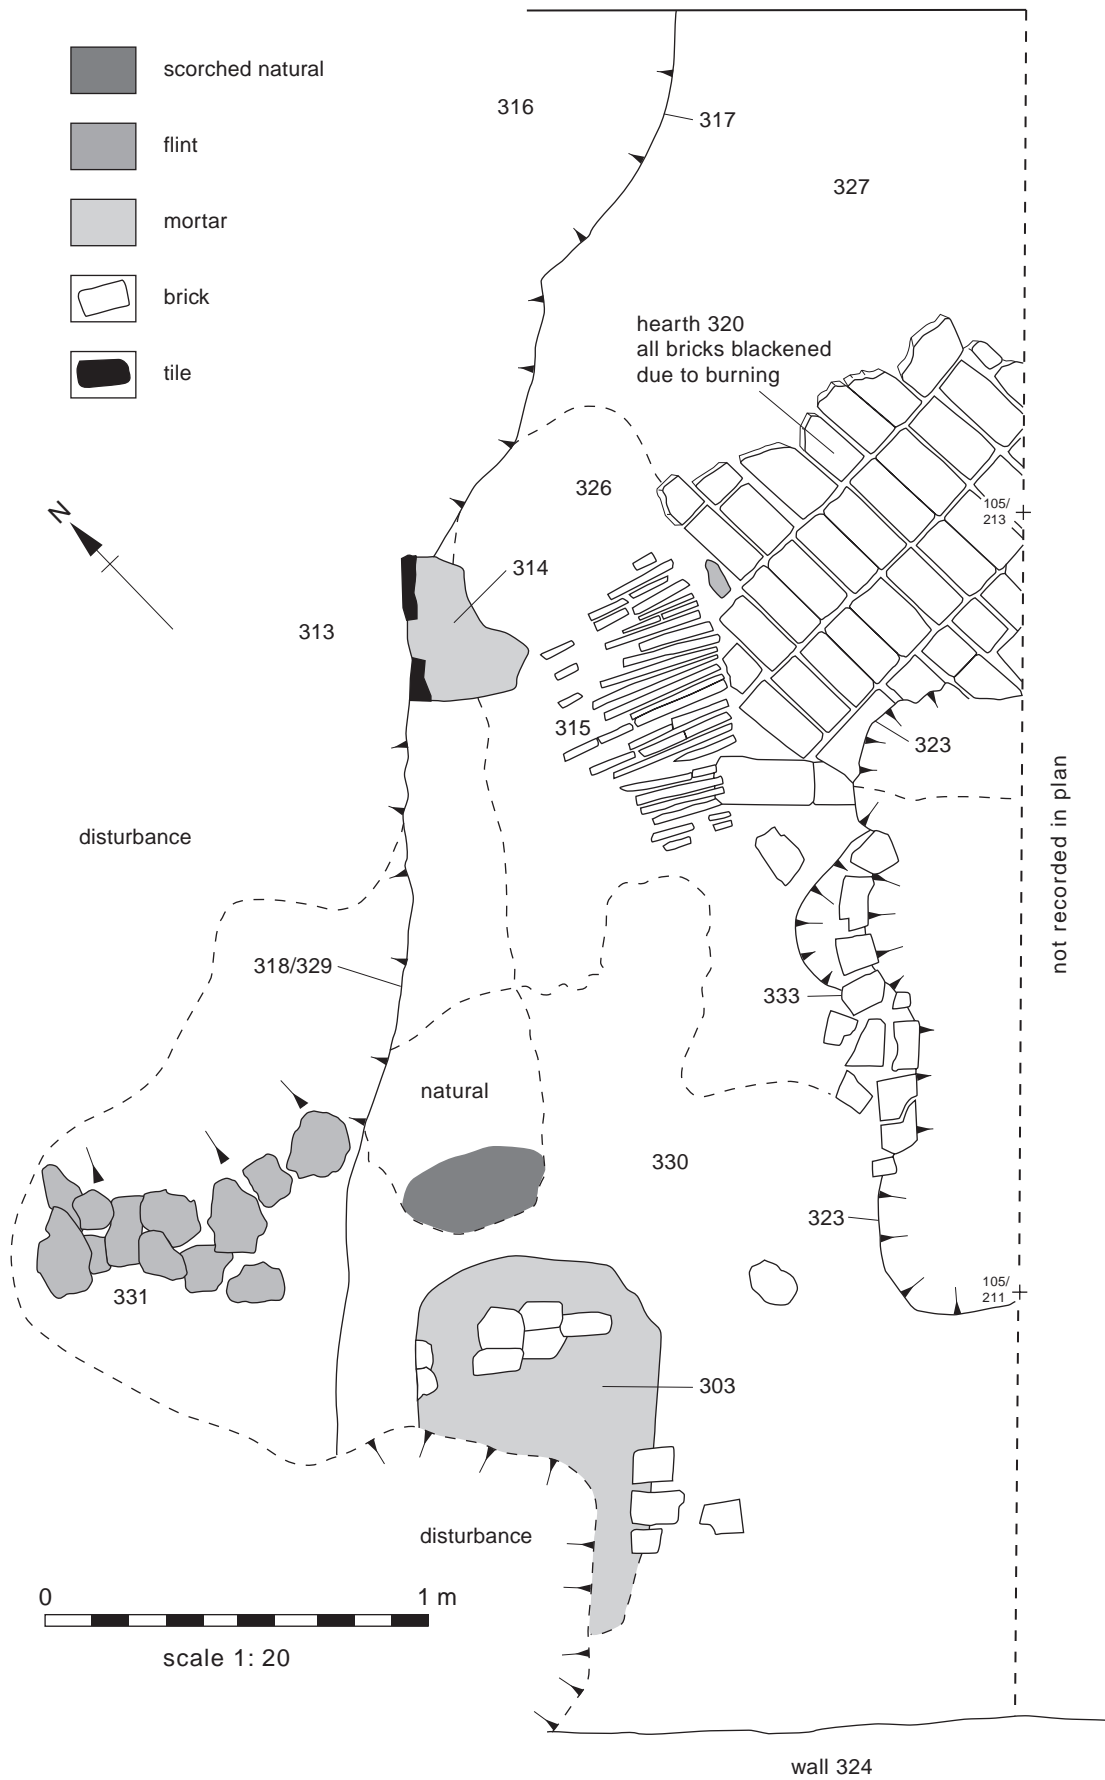 scorched natural
flint
mortar
brick
tile
316
317
327
hearth 320
all bricks blackened
due to burning
N
326
105/
213
314
313
315
323
not recorded in plan
disturbance
318/329
333
natural
330
323
105/
211
331
303
disturbance
0 1 m
scale 1: 20
wall 324